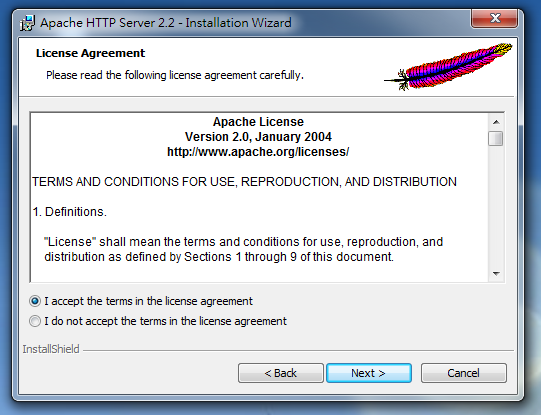 Apache HTTP Server 2.2 - Installation Wizard
License Agreement
Please read the following license agreement carefully.
Apache License
Version 2.0, January 2004
http://www.apache.org/licenses/
TERMS AND CONDITIONS FOR USE, REPRODUCTION, AND DISTRIBUTION
1. Definitions.
"License" shall mean the terms and conditions for use, reproduction, and
distribution as defined by Sections 1 through 9 of this document.
I accept the terms in the license agreement
I do not accept the terms in the license agreement
InstallShield
< Back
Next >
Cancel